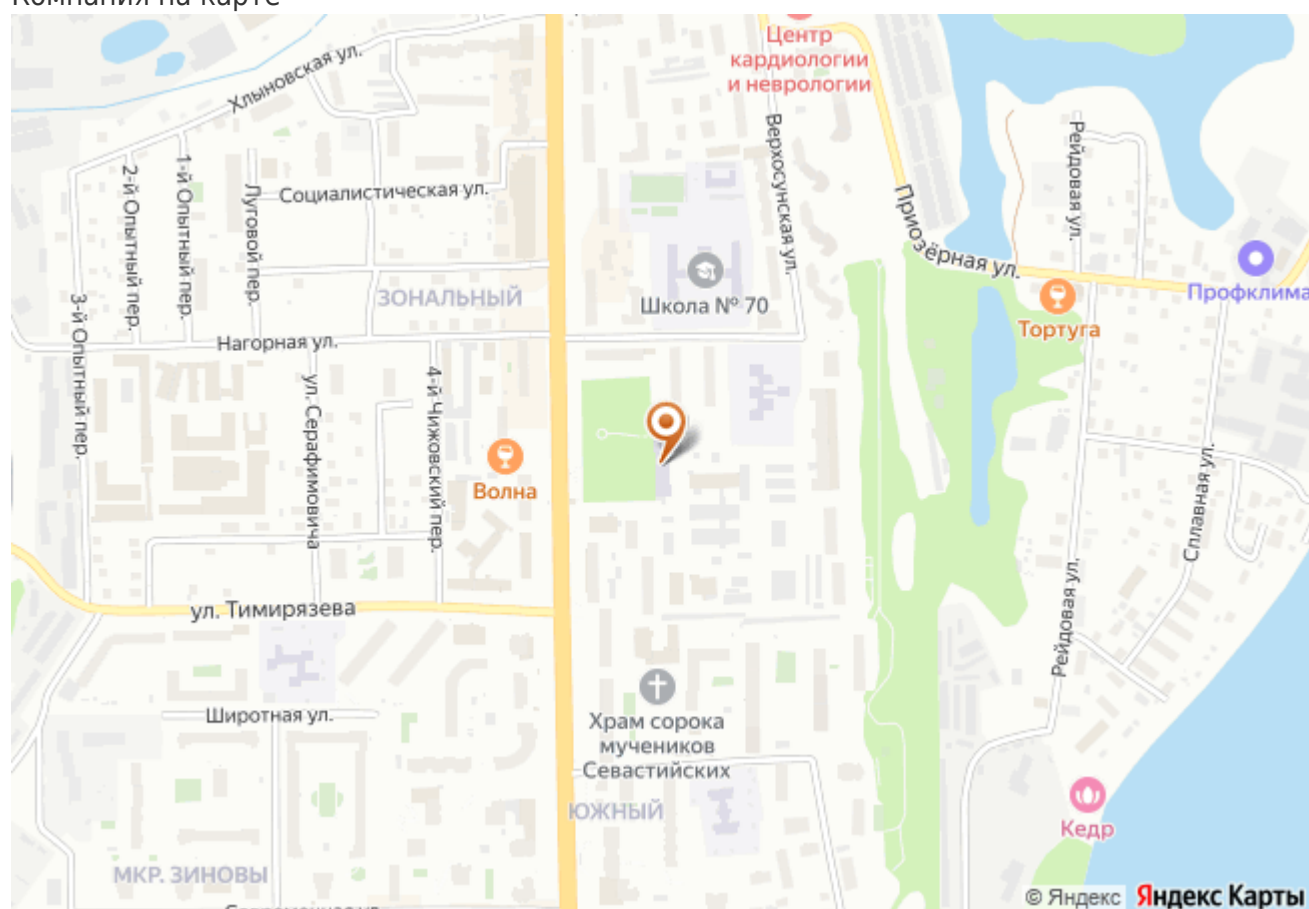 Компания на карте
Центр
кардиологии
и неврологии
Хлыновская ул.
Верхосунская ул.
Рейдовая ул.
1-й Опытный пер.
2-й Опытный пер.
Луговой пер.
Социалистическая ул.
Приозёрная ул.
3-й Опытный пер.
ЗОНАЛЬНЫЙ
Школа № 70
Профклима
Тортуга
Нагорная ул.
ул. Серафимовича
4-й Чижовский пер.
Волна
Сплавная ул.
Рейдовая ул.
ул. Тимирязева
Широтная ул.
Храм сорока
мучеников
Севастийских
ЮЖНЫЙ
Кедр
МКР. ЗИНОВЫ
© Яндекс Яндекс Карты